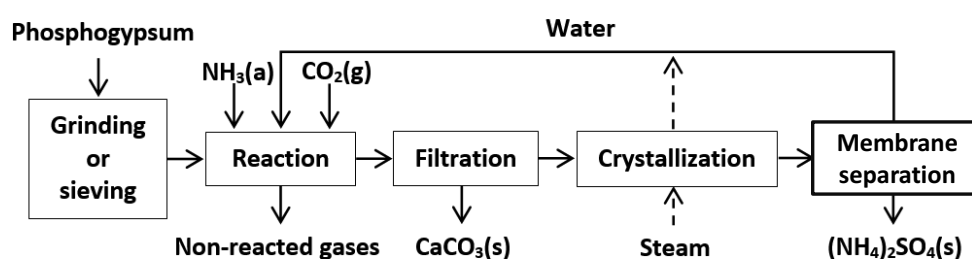 Phosphogypsum
Water
NH₃(a)
CO₂(g)
Grinding
or
sieving
Reaction
Filtration
Crystallization
Membrane
separation
Non-reacted gases
CaCO₃(s)
Steam
(NH₄)₂SO₄(s)